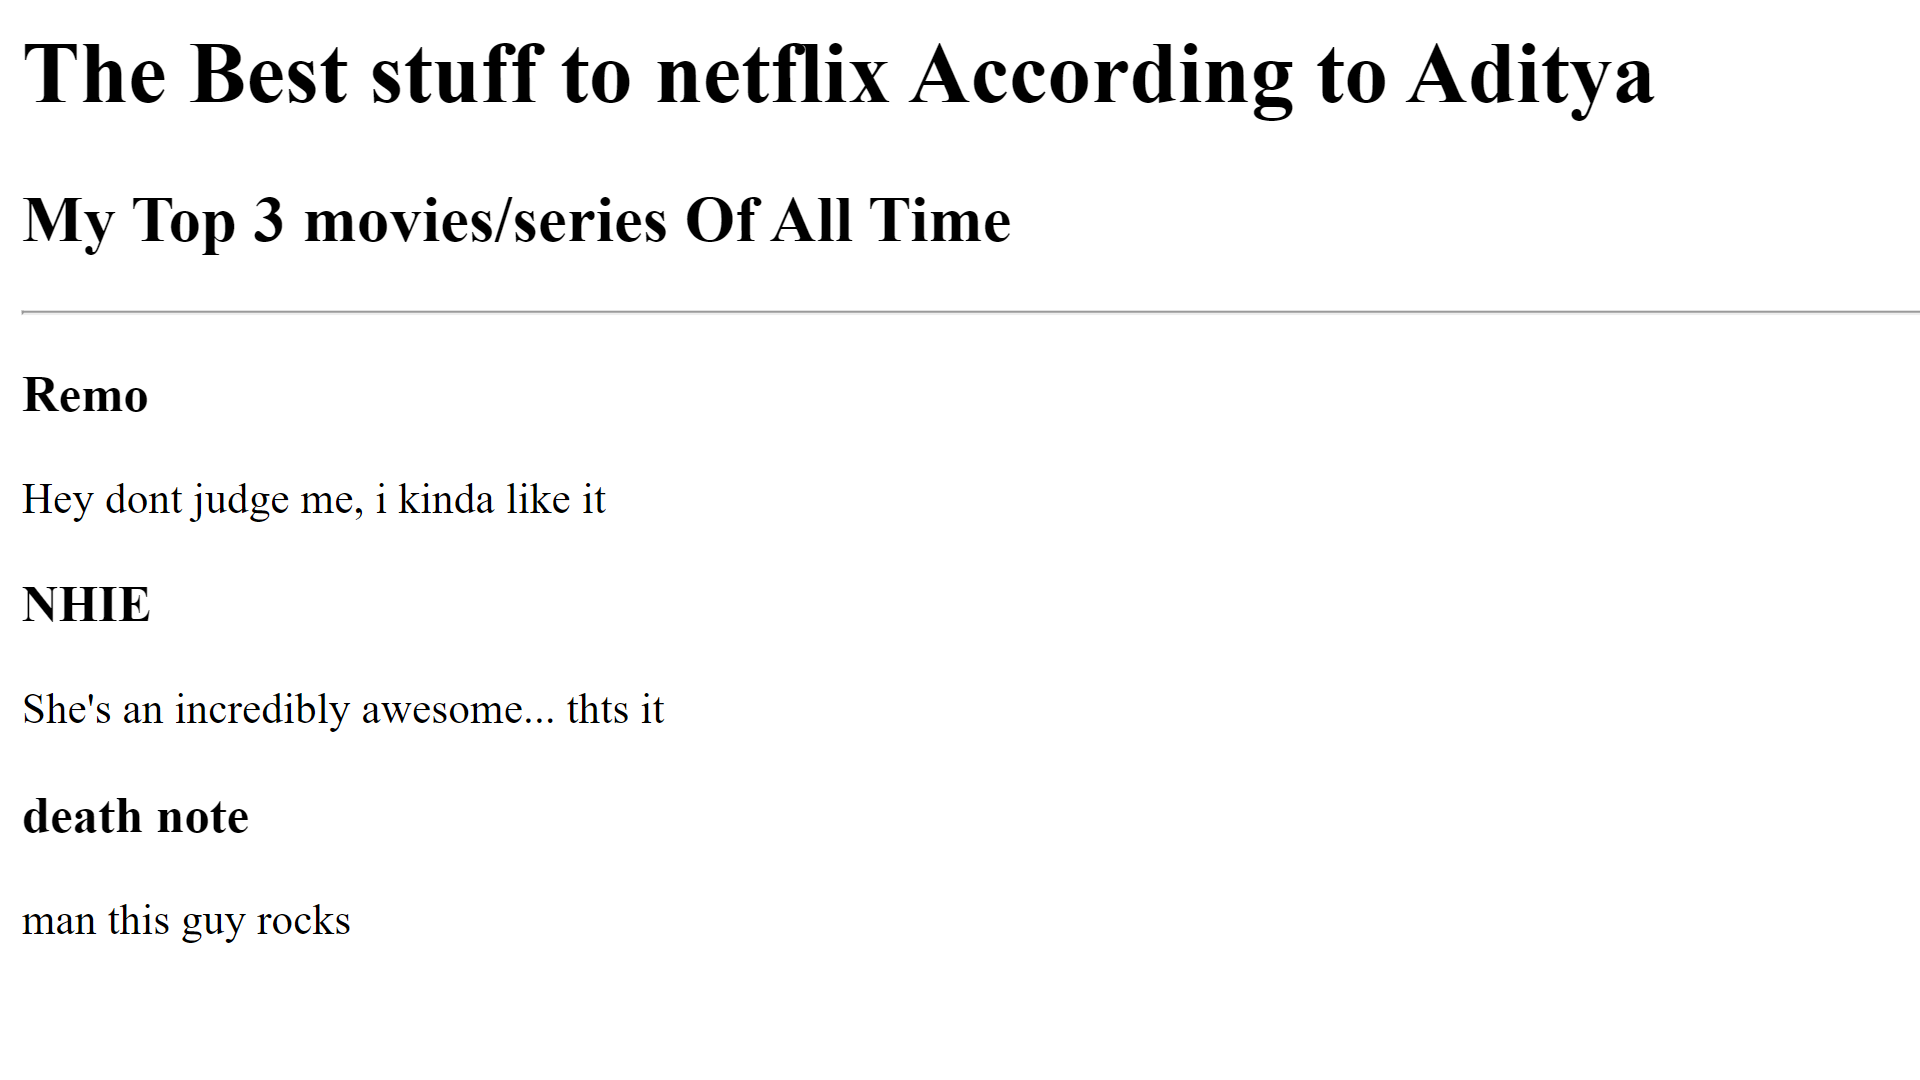 The Best stuff to netflix According to Aditya
My Top 3 movies/series Of All Time
Remo
Hey dont judge me, i kinda like it
NHIE
She's an incredibly awesome... thts it
death note
man this guy rocks